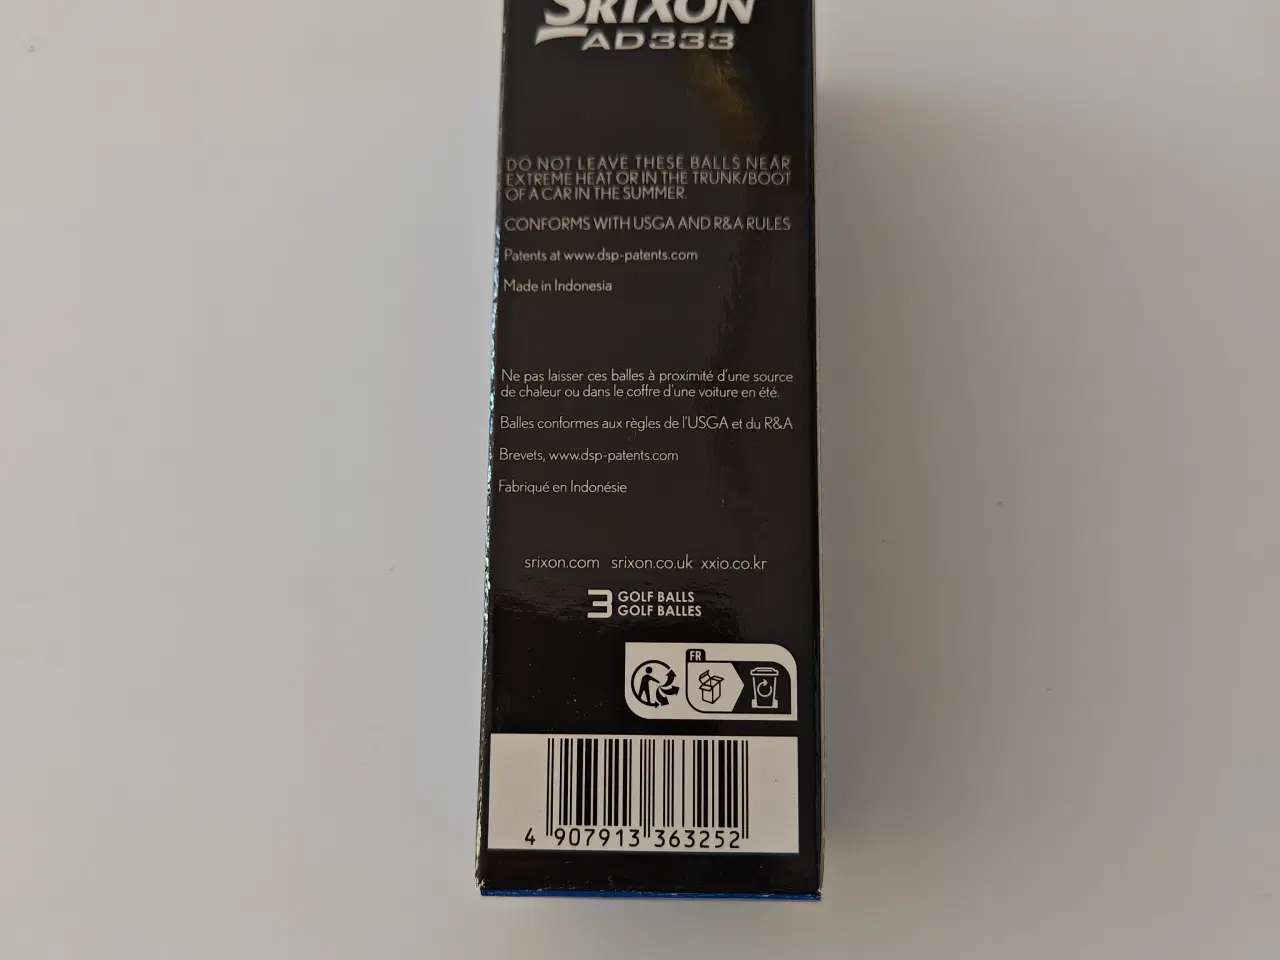 SRIXON
AD333
DO NOT LEAVE THESE BALLS NEAR
EXTREME HEAT OR IN THE TRUNK/BOOT
OF A CAR IN THE SUMMER.
CONFORMS WITH USGA AND R&A RULES
Patents at www.dsp-patents.com
Made in Indonesia
Ne pas laisser ces balles à proximité d'une source
de chaleur ou dans le coffre d'une voiture en été.
Balles conformes aux règles de l'USGA et du R&A
Brevets, www.dsp-patents.com
Fabriqué en Indonésie
srixon.com srixon.co.uk xxio.co.kr
3 GOLF BALLS
GOLF BALLES
FR
4 907913 363252